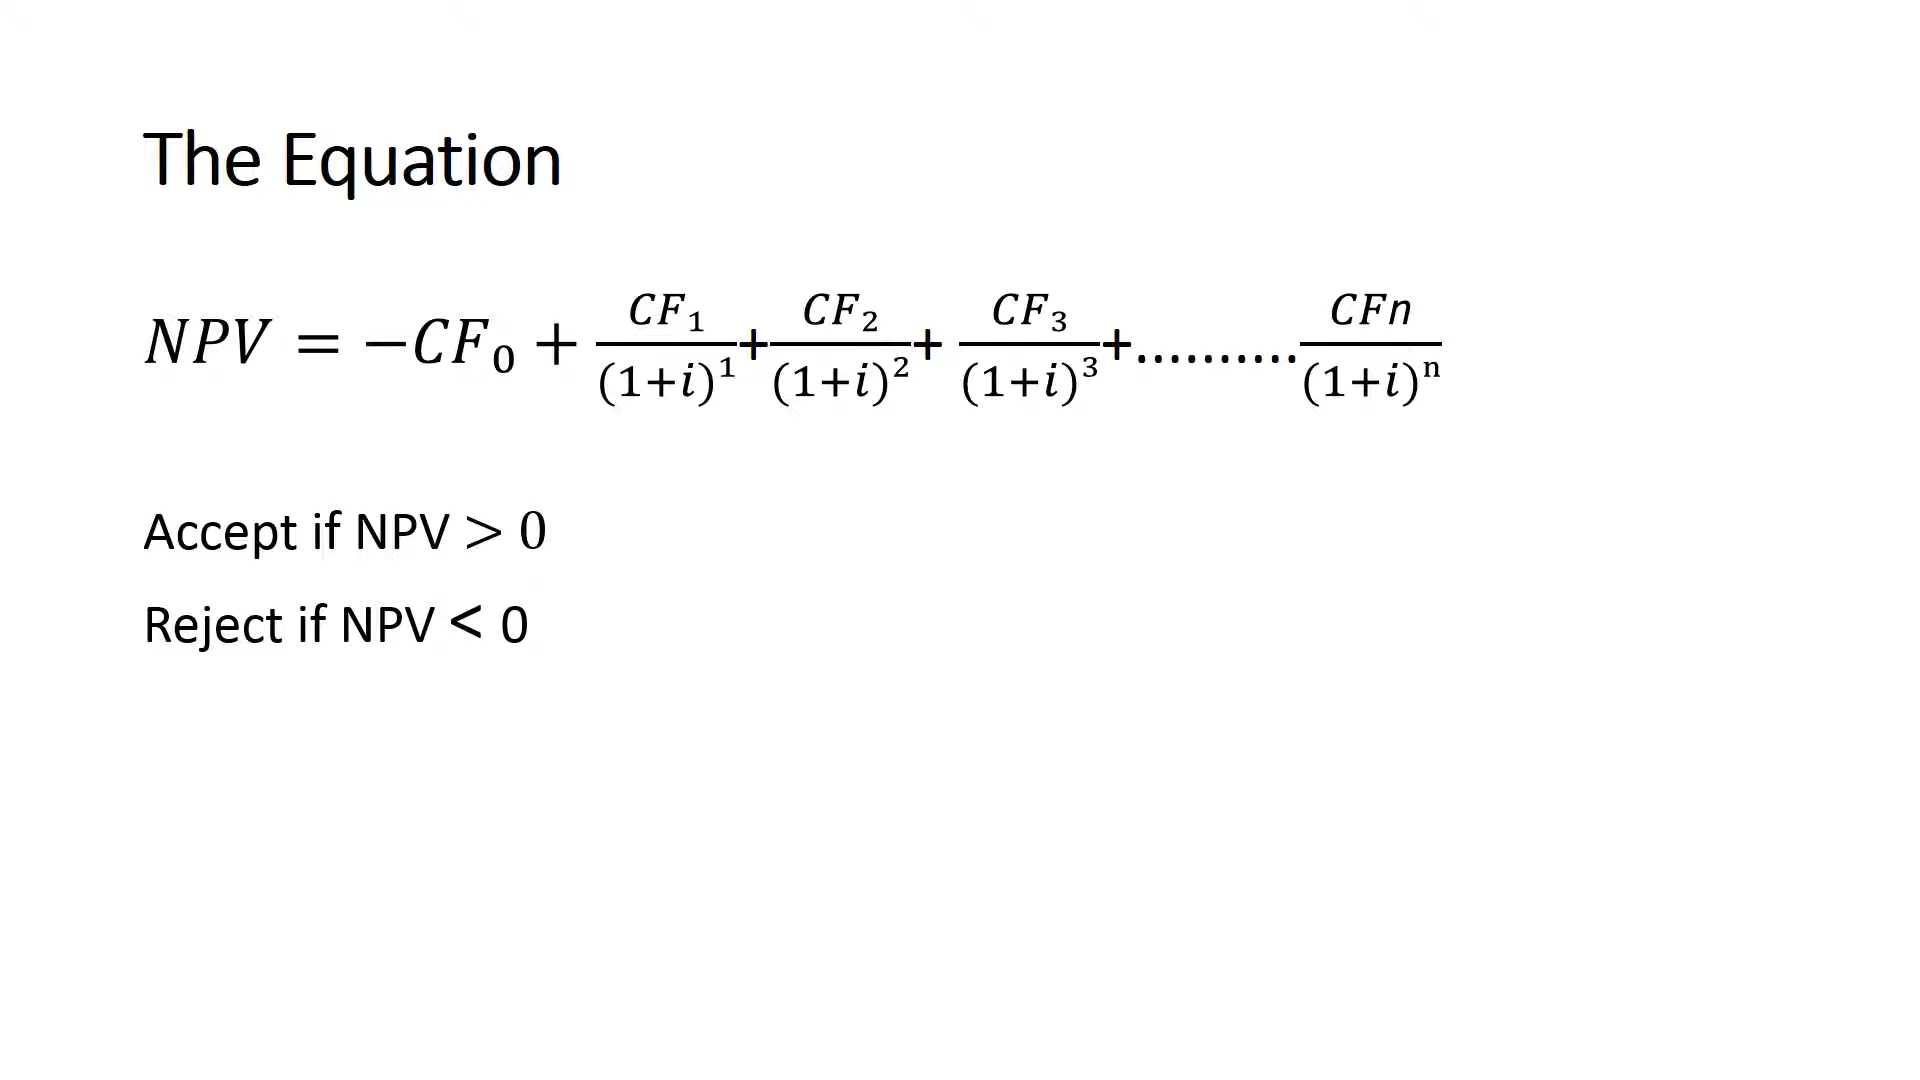 The Equation
NPV = −CF₀ + CF₁/(1+i)¹+CF₂/(1+i)²+ CF₃/(1+i)³+..........CFn/(1+i)ⁿ
Accept if NPV > 0
Reject if NPV < 0